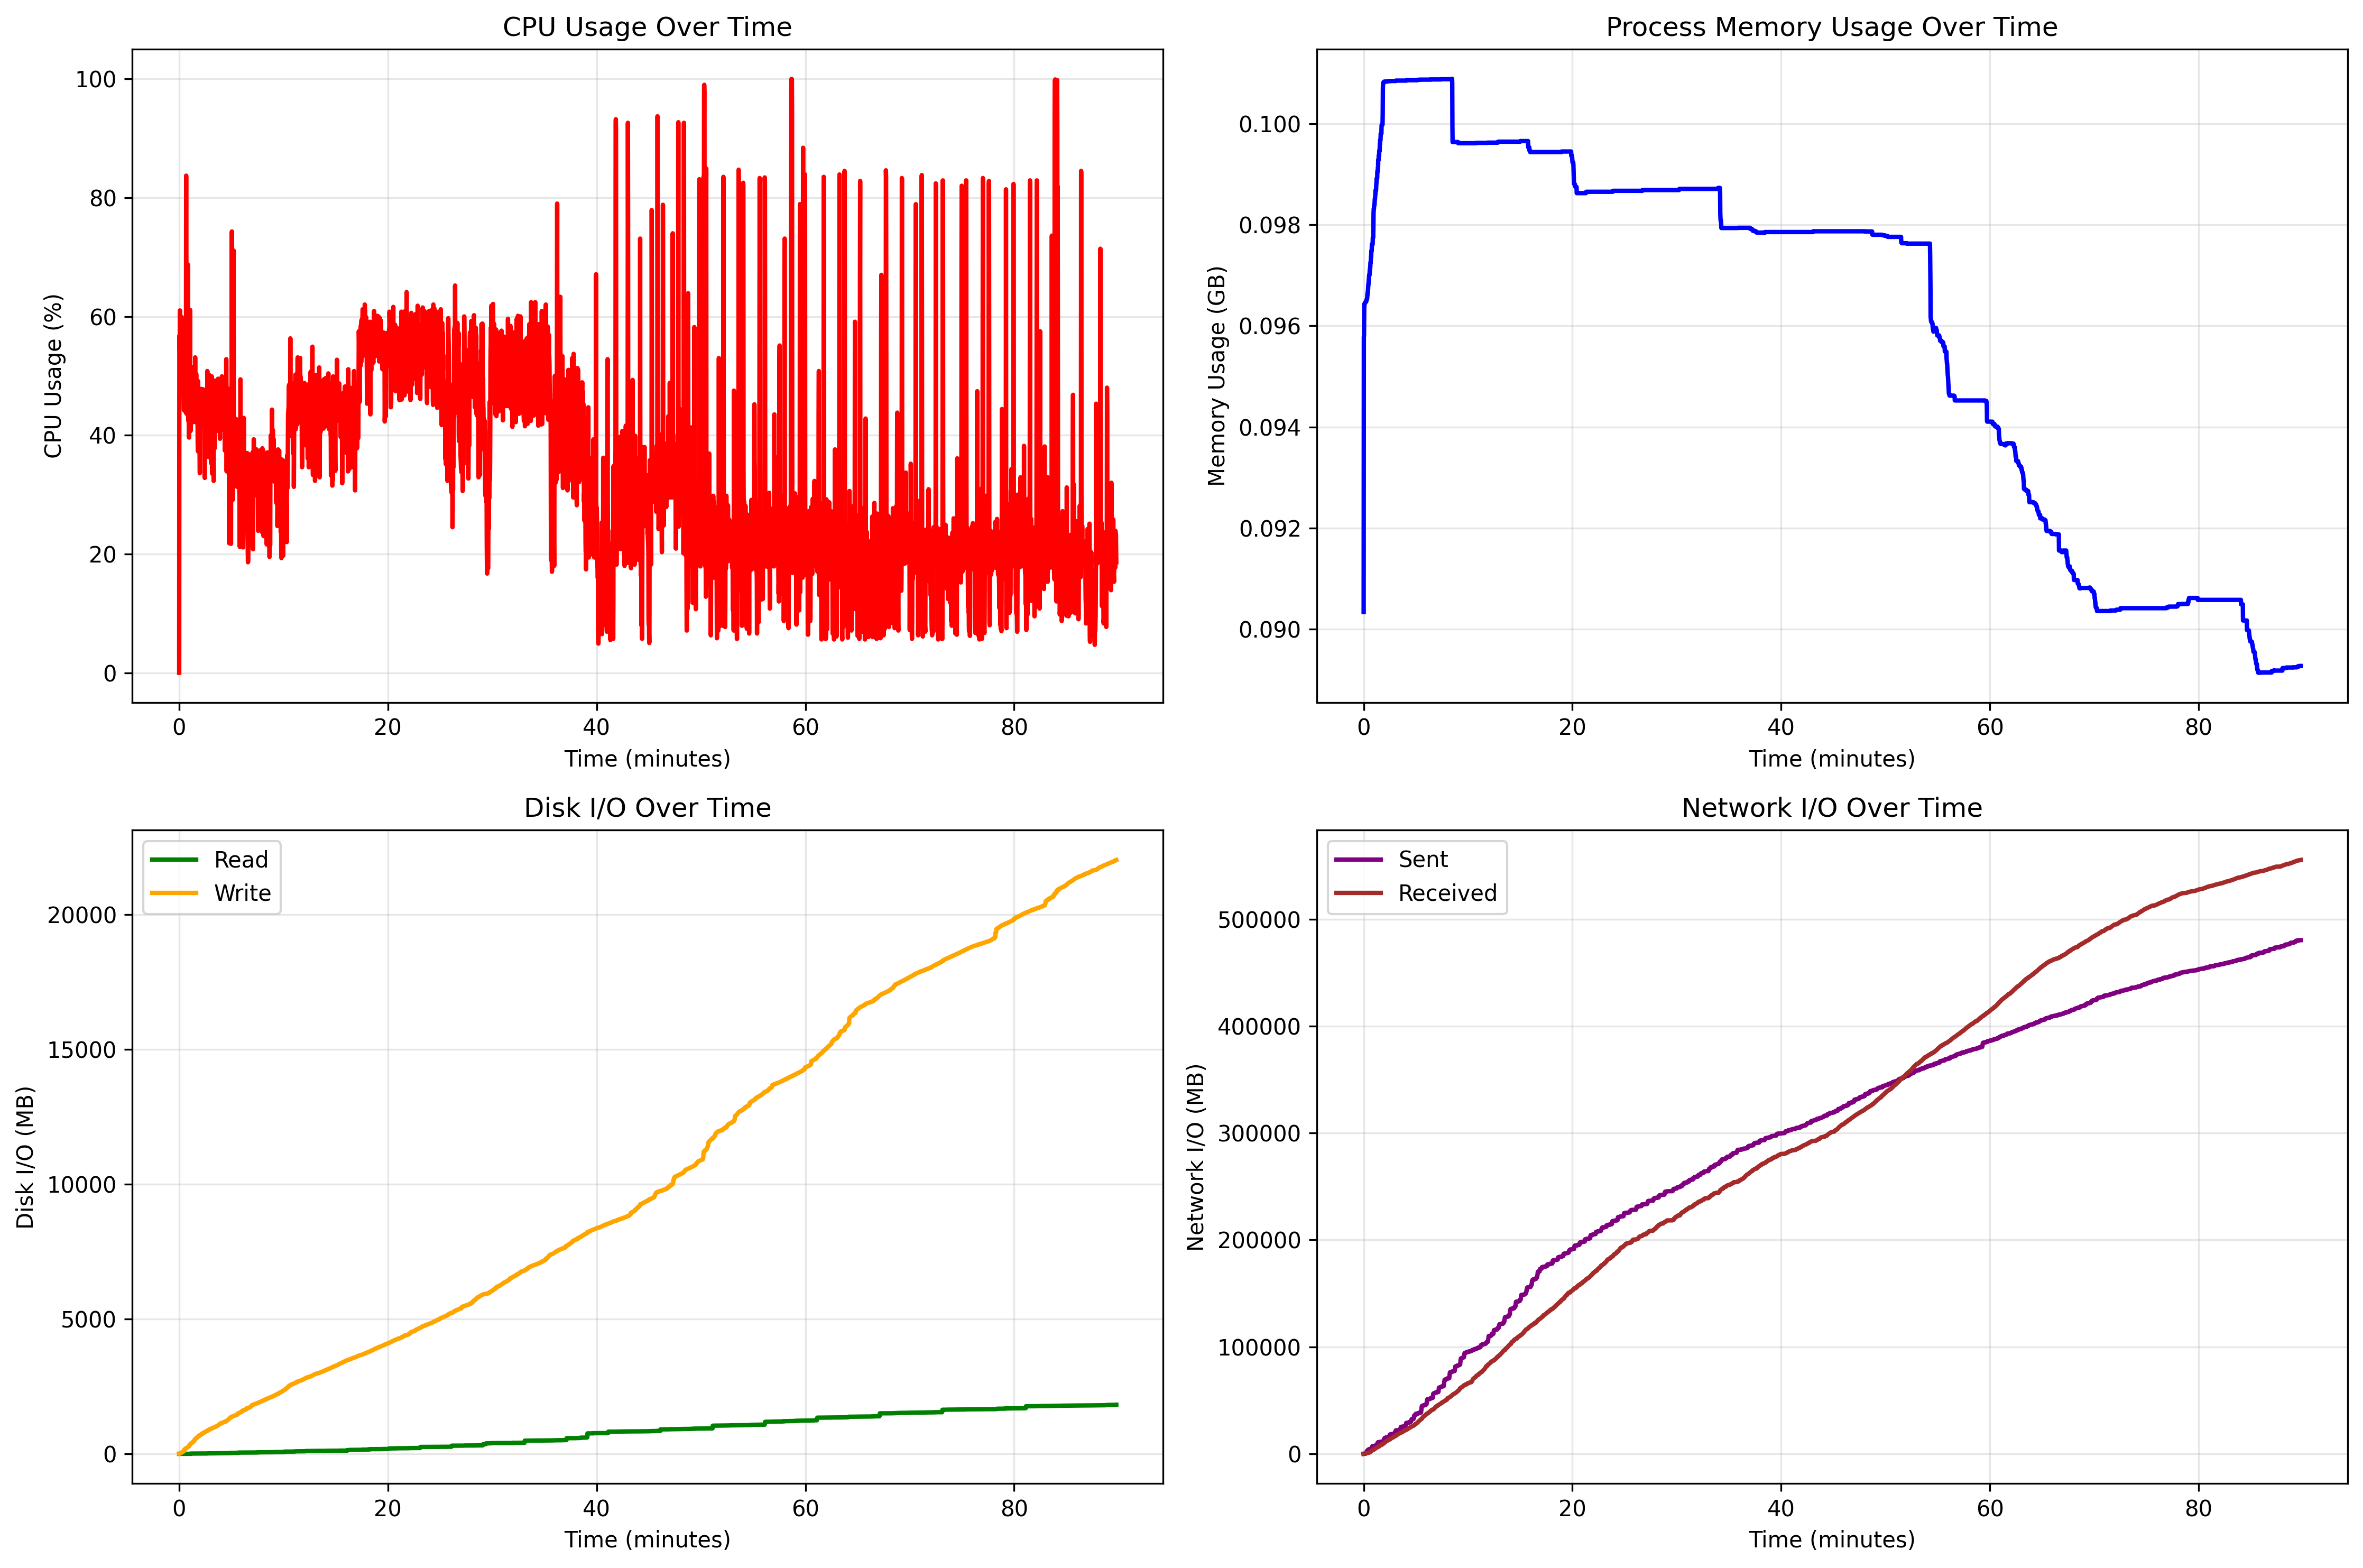 CPU Usage Over Time
CPU Usage (%)
100
80
60
40
20
0
0 20 40 60 80
Time (minutes)
Process Memory Usage Over Time
Memory Usage (GB)
0.100
0.098
0.096
0.094
0.092
0.090
0 20 40 60 80
Time (minutes)
Disk I/O Over Time
Read
Write
Disk I/O (MB)
20000
15000
10000
5000
0
0 20 40 60 80
Time (minutes)
Network I/O Over Time
Sent
Received
Network I/O (MB)
500000
400000
300000
200000
100000
0
0 20 40 60 80
Time (minutes)